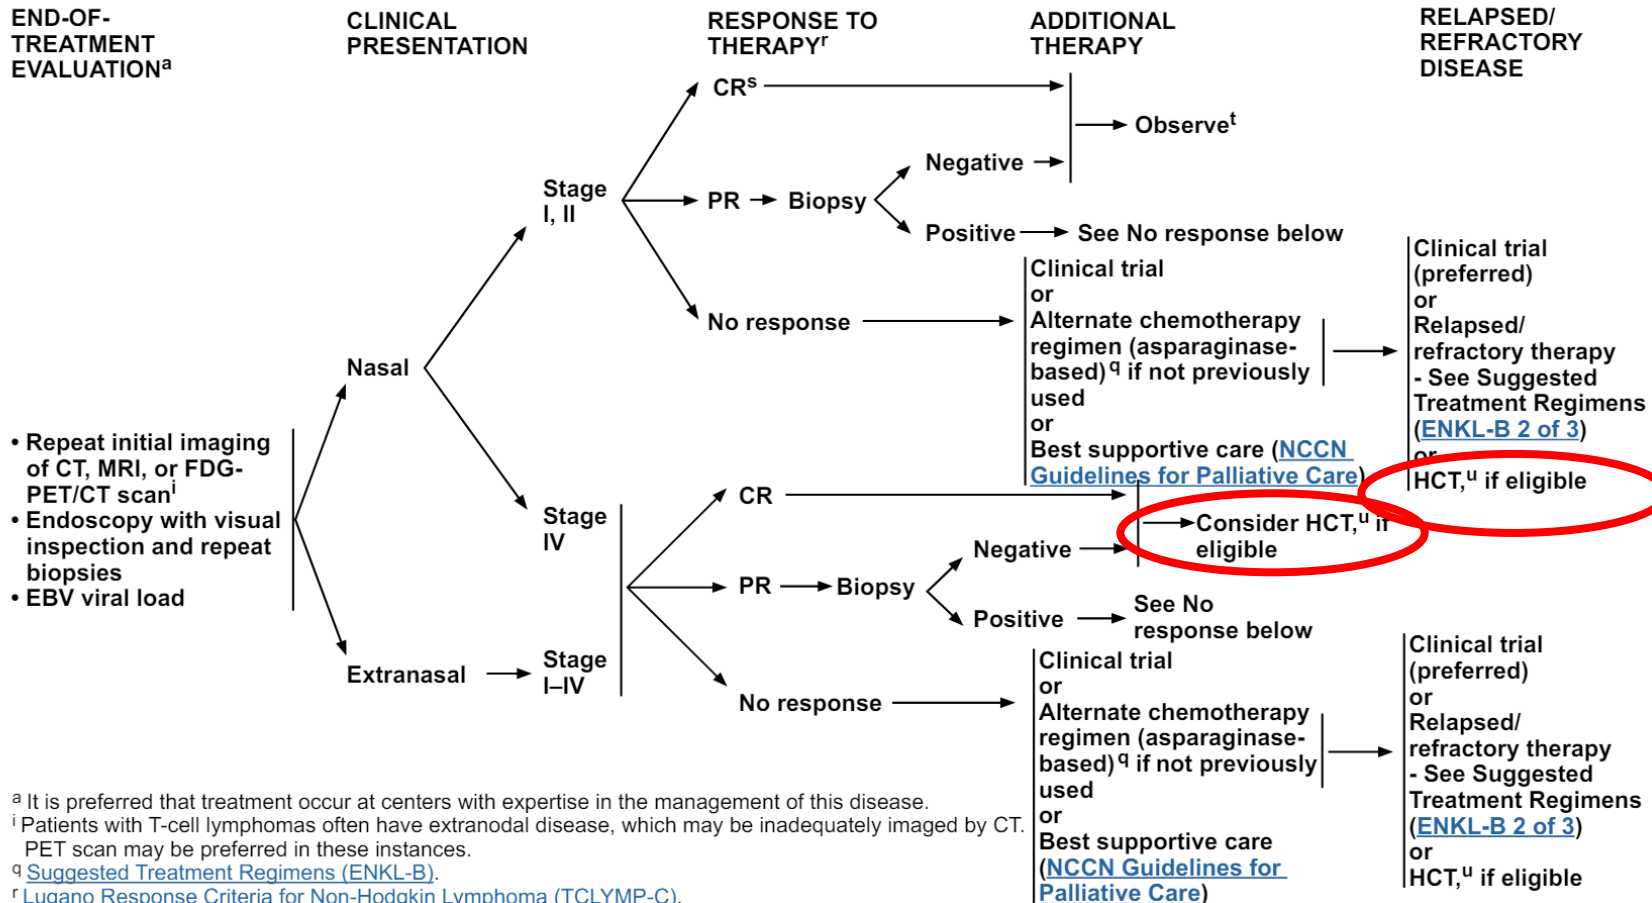 END-OF-
TREATMENT
EVALUATIONᵃ
CLINICAL
PRESENTATION
RESPONSE TO
THERAPYʳ
ADDITIONAL
THERAPY
RELAPSED/
REFRACTORY
DISEASE
• Repeat initial imaging
of CT, MRI, or FDG-
PET/CT scanⁱ
• Endoscopy with visual
inspection and repeat
biopsies
• EBV viral load
Nasal
Extranasal
Stage
I, II
Stage
IV
Stage
I–IV
CRˢ
PR
Biopsy
Negative
Positive
See No response below
Observeᵗ
No response
Clinical trial
or
Alternate chemotherapy
regimen (asparaginase-
based) q if not previously
used
or
Best supportive care (NCCN
Guidelines for Palliative Care)
Clinical trial
(preferred)
or
Relapsed/
refractory therapy
- See Suggested
Treatment Regimens
(ENKL-B 2 of 3)
or
HCT,ᵘ if eligible
CR
PR
Biopsy
Negative
Positive
Consider HCT,ᵘ if
eligible
See No
response below
No response
Clinical trial
or
Alternate chemotherapy
regimen (asparaginase-
based) q if not previously
used
or
Best supportive care
(NCCN Guidelines for
Palliative Care)
Clinical trial
(preferred)
or
Relapsed/
refractory therapy
- See Suggested
Treatment Regimens
(ENKL-B 2 of 3)
or
HCT,ᵘ if eligible
ᵃ It is preferred that treatment occur at centers with expertise in the management of this disease.
ⁱ Patients with T-cell lymphomas often have extranodal disease, which may be inadequately imaged by CT.
PET scan may be preferred in these instances.
q Suggested Treatment Regimens (ENKL-B).
ʳ Lugano Response Criteria for Non-Hodgkin Lymphoma (TCLYMP-C).